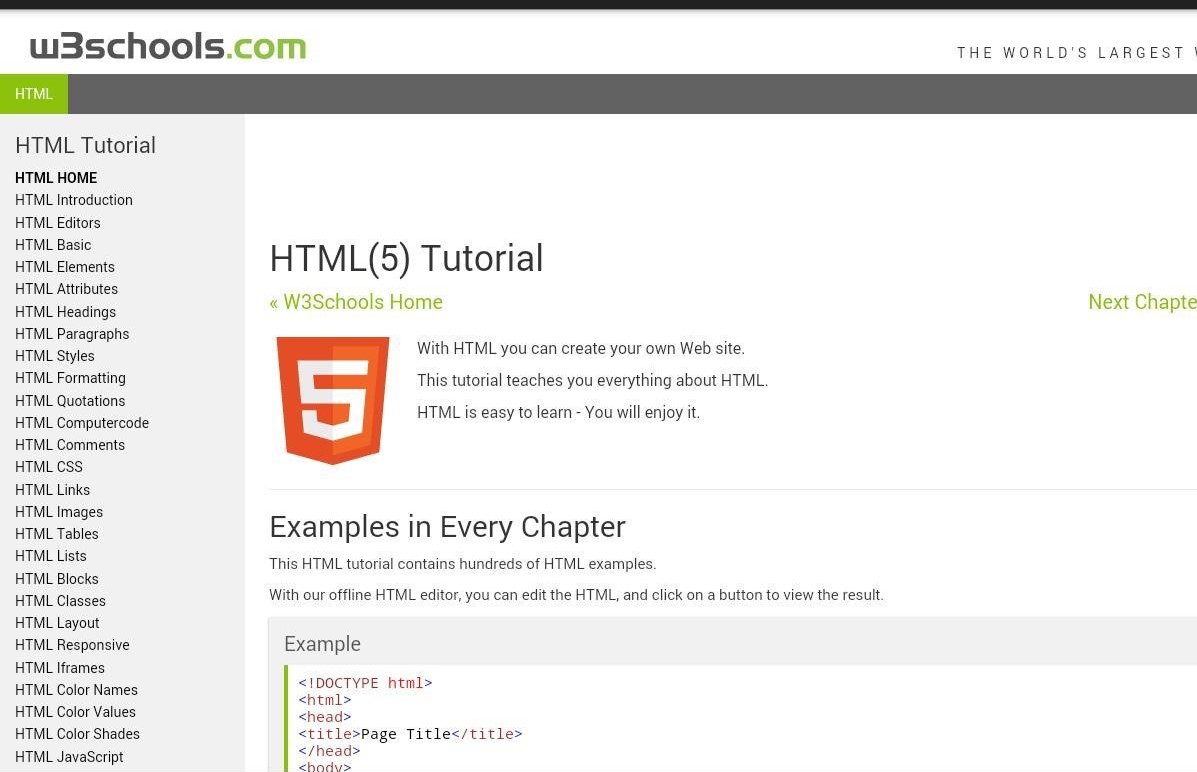 w3schools.com
THE WORLD'S LARGEST
HTML
HTML Tutorial
HTML HOME
HTML Introduction
HTML Editors
HTML Basic
HTML Elements
HTML Attributes
HTML Headings
HTML Paragraphs
HTML Styles
HTML Formatting
HTML Quotations
HTML Computercode
HTML Comments
HTML CSS
HTML Links
HTML Images
HTML Tables
HTML Lists
HTML Blocks
HTML Classes
HTML Layout
HTML Responsive
HTML Iframes
HTML Color Names
HTML Color Values
HTML Color Shades
HTML JavaScript
HTML(5) Tutorial
« W3Schools Home
Next Chapte
5
With HTML you can create your own Web site.
This tutorial teaches you everything about HTML.
HTML is easy to learn - You will enjoy it.
Examples in Every Chapter
This HTML tutorial contains hundreds of HTML examples.
With our offline HTML editor, you can edit the HTML, and click on a button to view the result.
Example
<!DOCTYPE html>
<html>
<head>
<title>Page Title</title>
</head>
<body>